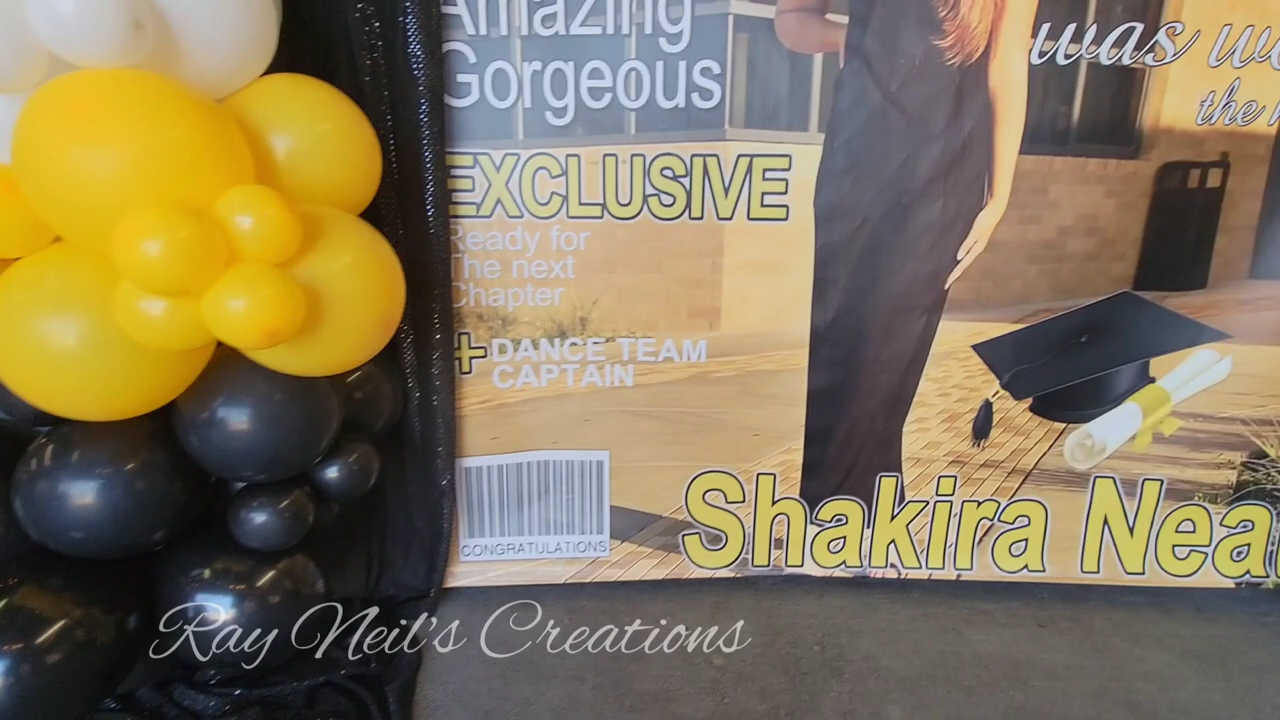 Amazing
Gorgeous
was
the
EXCLUSIVE
Ready for
The next
Chapter
+DANCE TEAM
CAPTAIN
CONGRATULATIONS
Shakira Nea
Ray Neil's Creations